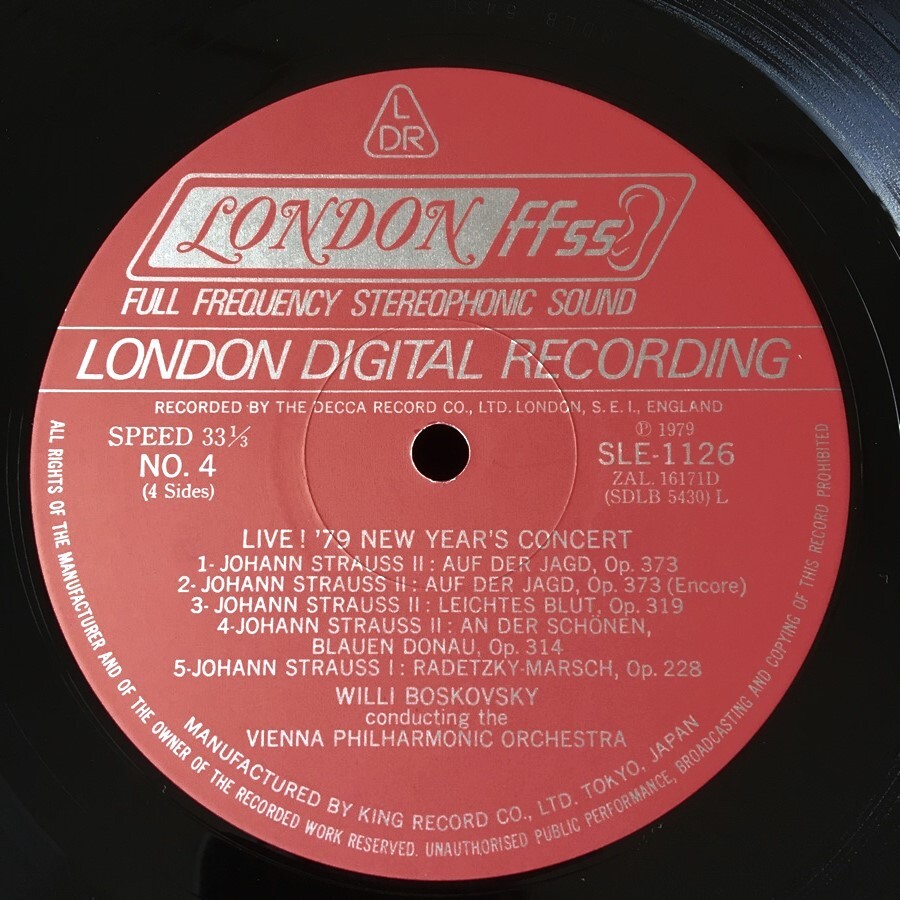 L
DR
LONDON ffss
FULL FREQUENCY STEREOPHONIC SOUND
LONDON DIGITAL RECORDING
RECORDED BY THE DECCA RECORD CO., LTD. LONDON, S. E. I., ENGLAND
SPEED 33⅓
NO. 4
(4 Sides)
Ⓟ 1979
SLE-1126
ZAL. 16171D
(SDLB 5430) L
LIVE! '79 NEW YEAR'S CONCERT
1- JOHANN STRAUSS II : AUF DER JAGD, Op. 373
2- JOHANN STRAUSS II : AUF DER JAGD, Op. 373 (Encore)
3- JOHANN STRAUSS II : LEICHTES BLUT, Op. 319
4-JOHANN STRAUSS II : AN DER SCHÖNEN,
BLAUEN DONAU, Op. 314
5-JOHANN STRAUSS I : RADETZKY-MARSCH, Op. 228
WILLI BOSKOVSKY
conducting the
VIENNA PHILHARMONIC ORCHESTRA
MANUFACTURED BY KING RECORD CO., LTD. TOKYO, JAPAN
ALL RIGHTS OF THE MANUFACTURER AND OF THE OWNER OF THE RECORDED WORK RESERVED. UNAUTHORISED PUBLIC PERFORMANCE, BROADCASTING AND COPYING OF THIS RECORD PROHIBITED